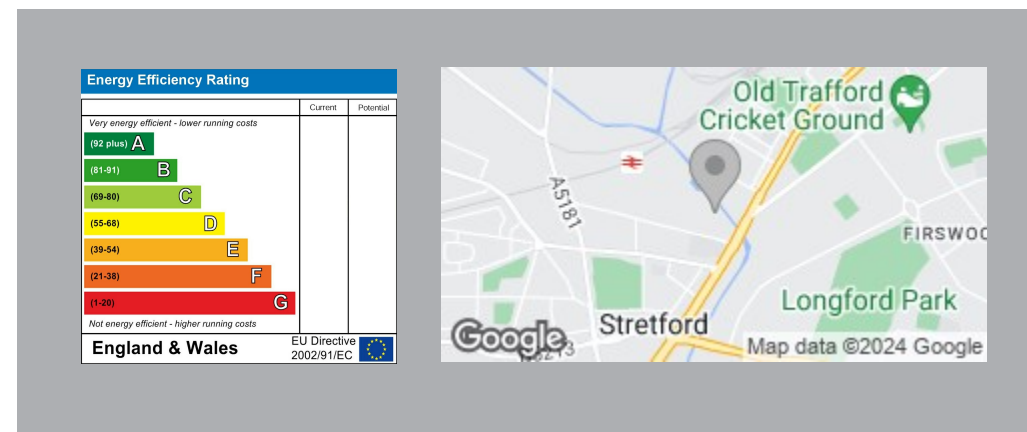 Energy Efficiency Rating
Current Potential
Very energy efficient - lower running costs
(92 plus) A
(81-91) B
(69-80) C
(55-68) D
(39-54) E
(21-38) F
(1-20) G
Not energy efficient - higher running costs
England & Wales
EU Directive
2002/91/EC
Old Trafford
Cricket Ground
A5181
FIRSWOO
Longford Park
Stretford
Google
Map data ©2024 Google